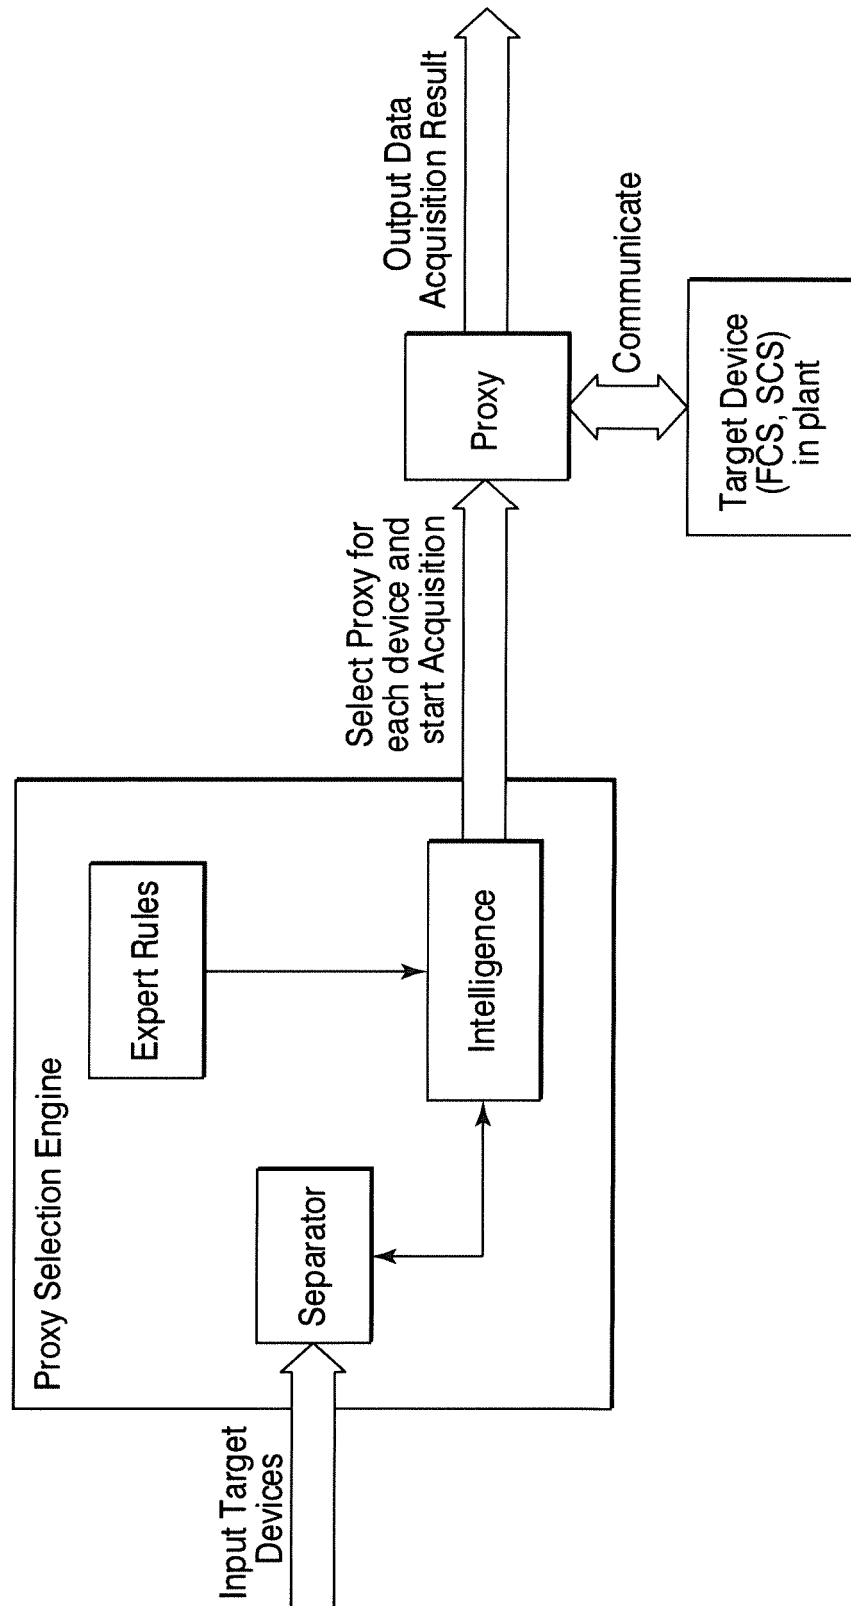 Proxy Selection Engine
Input Target
Devices
Separator
Expert Rules
Intelligence
Select Proxy for
each device and
start Acquisition
Proxy
Output Data
Acquisition Result
Communicate
Target Device
(FCS, SCS)
in plant